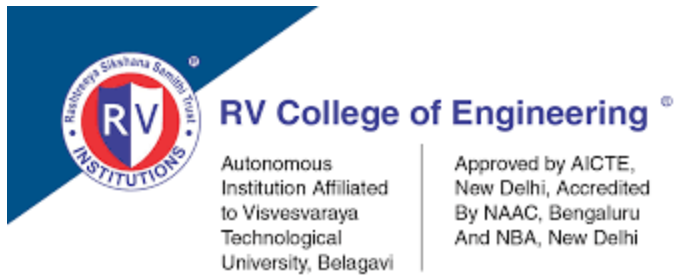 Rashtreeya Sikshana Samithi Trust
RV
INSTITUTIONS
®
RV College of Engineering ®
Autonomous
Institution Affiliated
to Visvesvaraya
Technological
University, Belagavi
Approved by AICTE,
New Delhi, Accredited
By NAAC, Bengaluru
And NBA, New Delhi